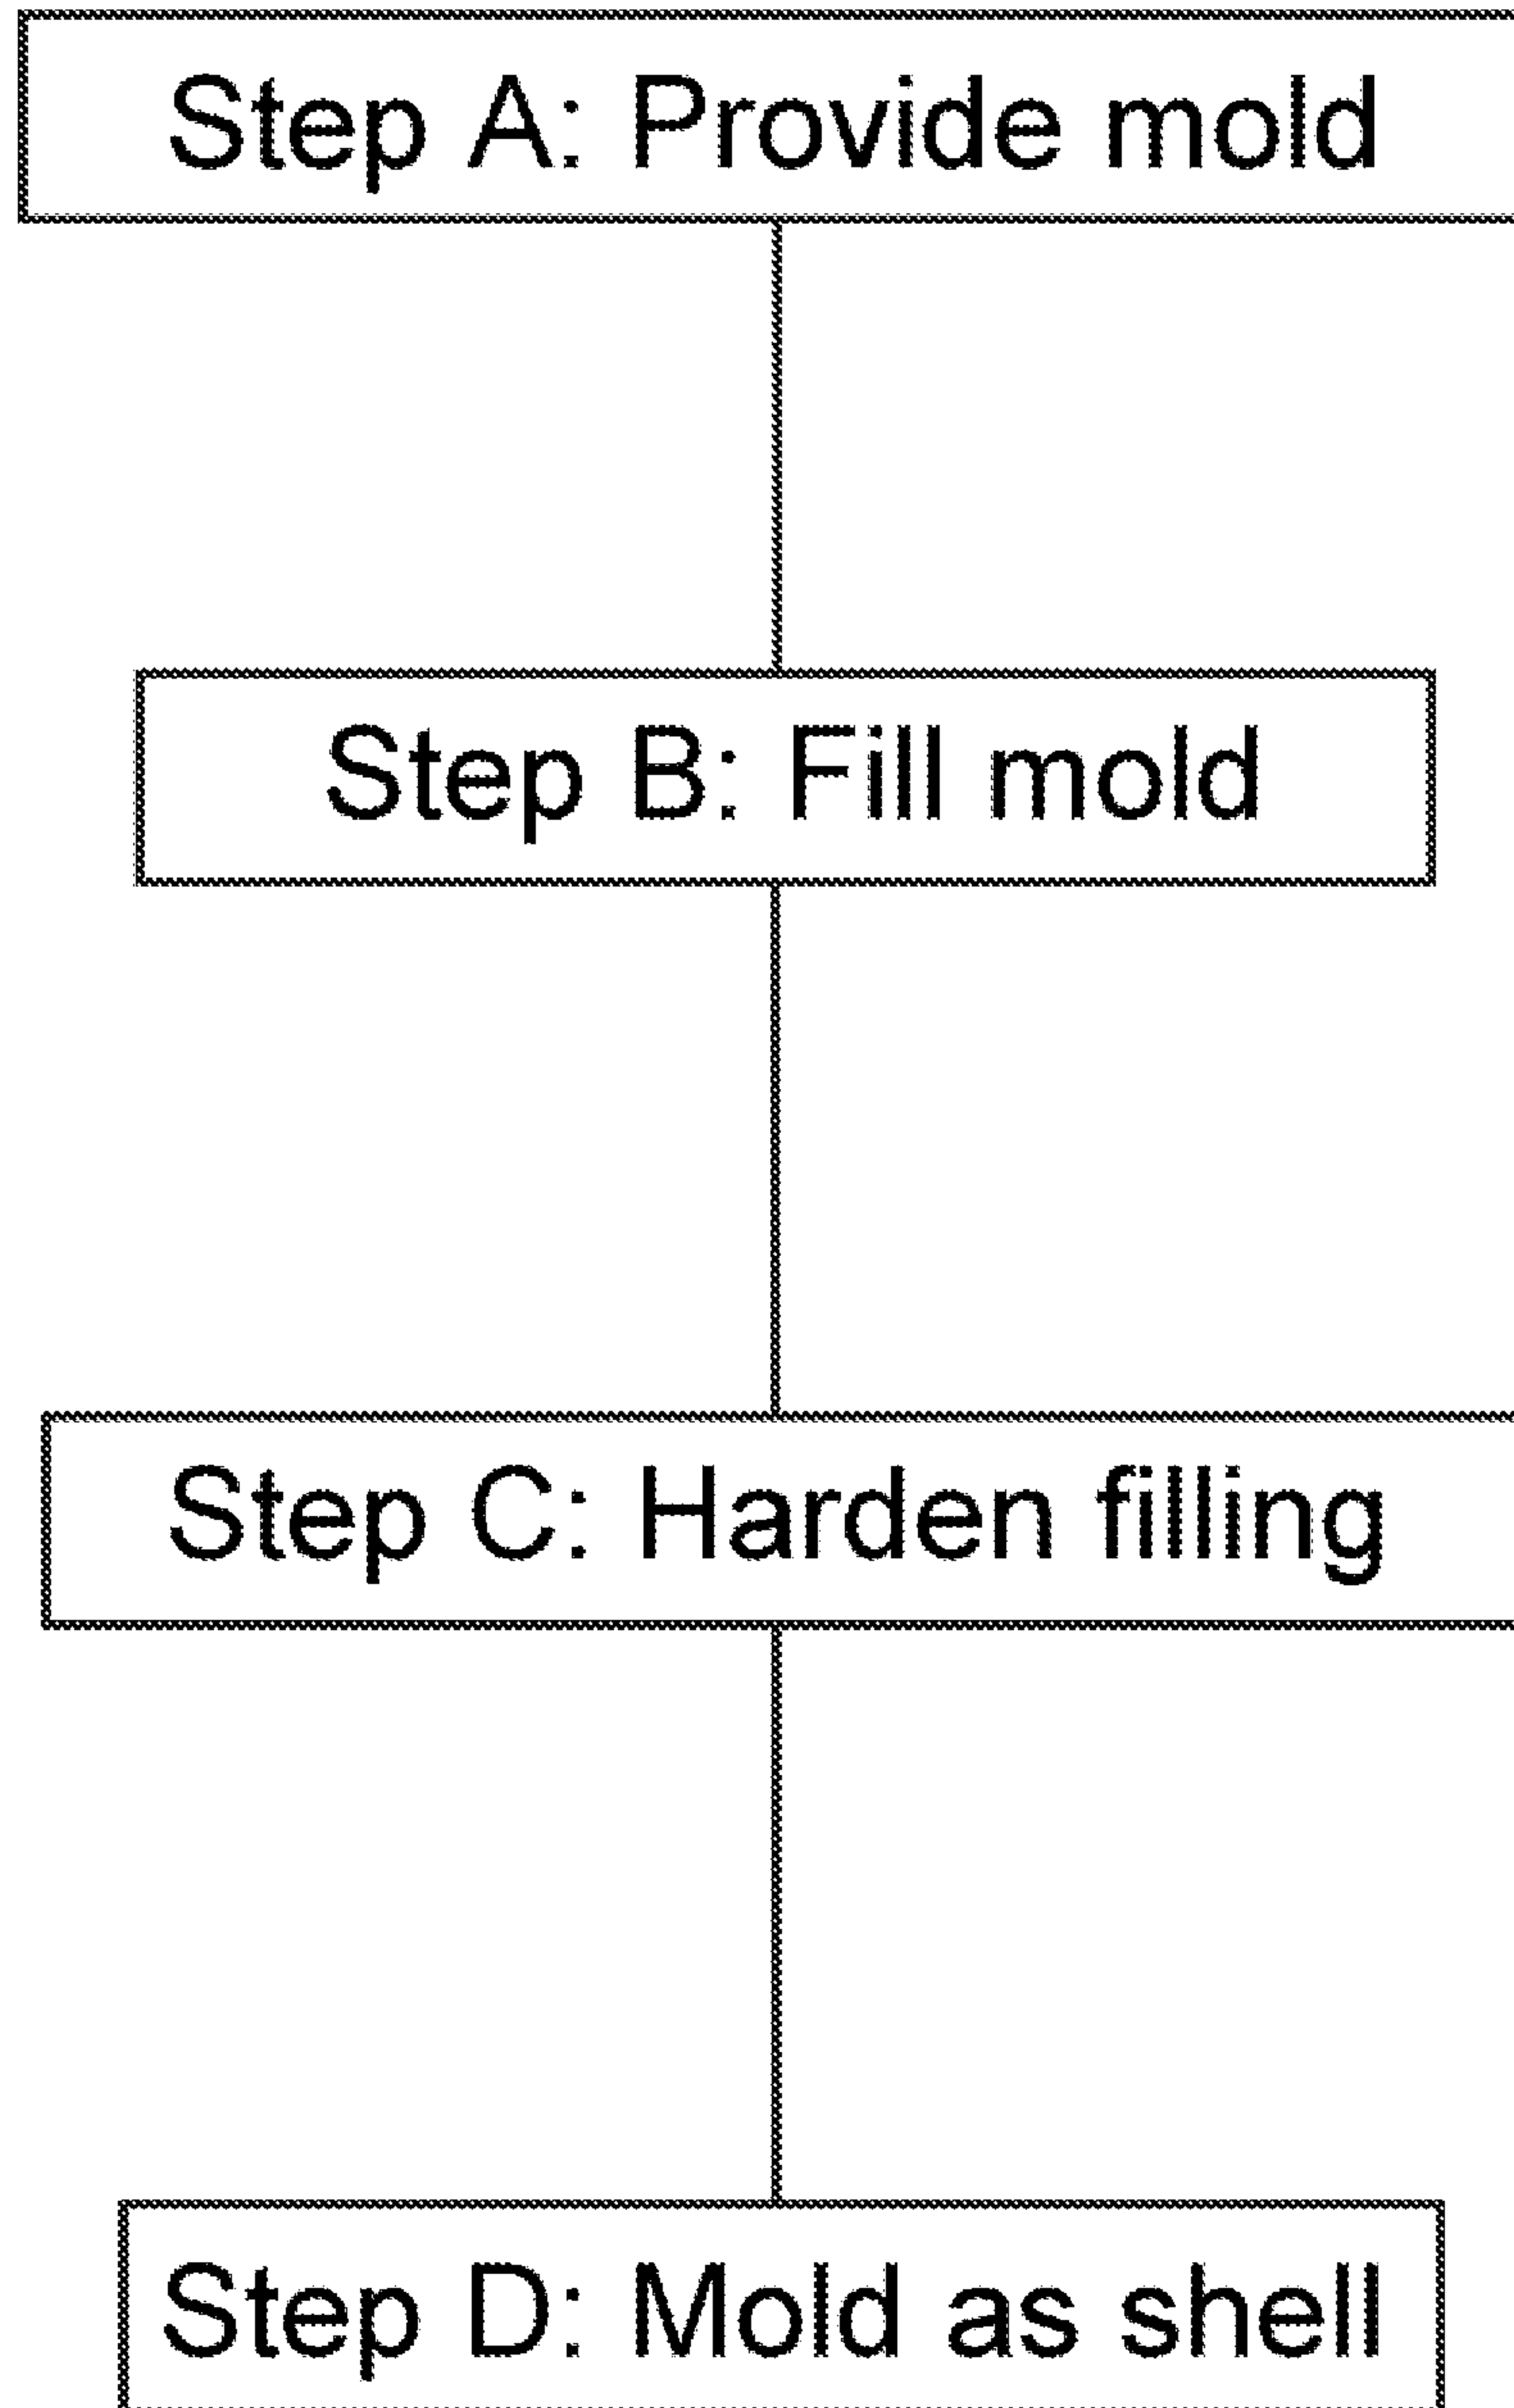 Step A: Provide mold
Step B: Fill mold
Step C: Harden filling
Step D: Mold as shell